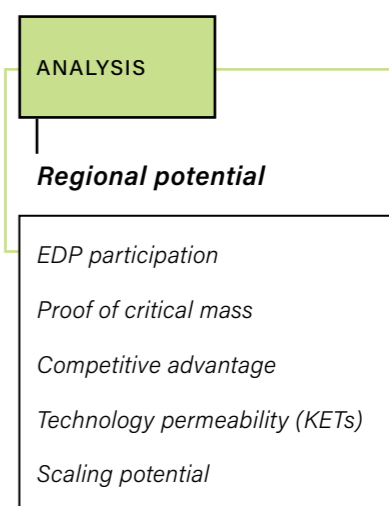 ANALYSIS
Regional potential
EDP participation
Proof of critical mass
Competitive advantage
Technology permeability (KETs)
Scaling potential